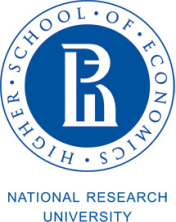 HIGHER • SCHOOL • OF • ECONOMICS •
NATIONAL RESEARCH
UNIVERSITY